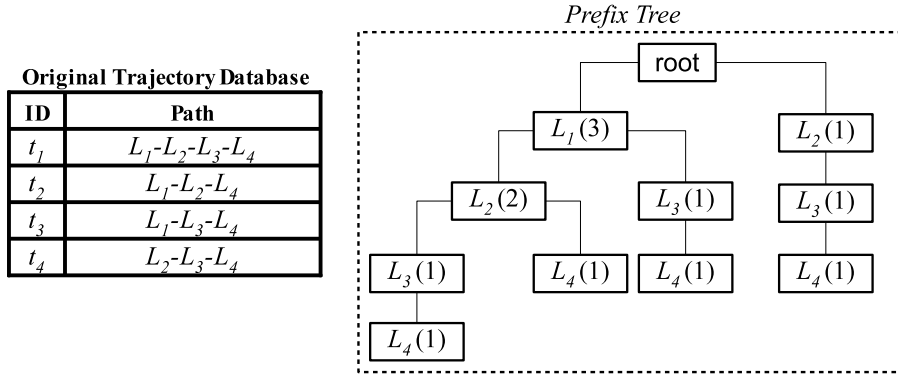 Prefix Tree
Original Trajectory Database
ID Path
t1 L1-L2-L3-L4
t2 L1-L2-L4
t3 L1-L3-L4
t4 L2-L3-L4
root
L1(3) L2(1)
L2(2) L3(1) L3(1)
L3(1) L4(1) L4(1) L4(1)
L4(1)